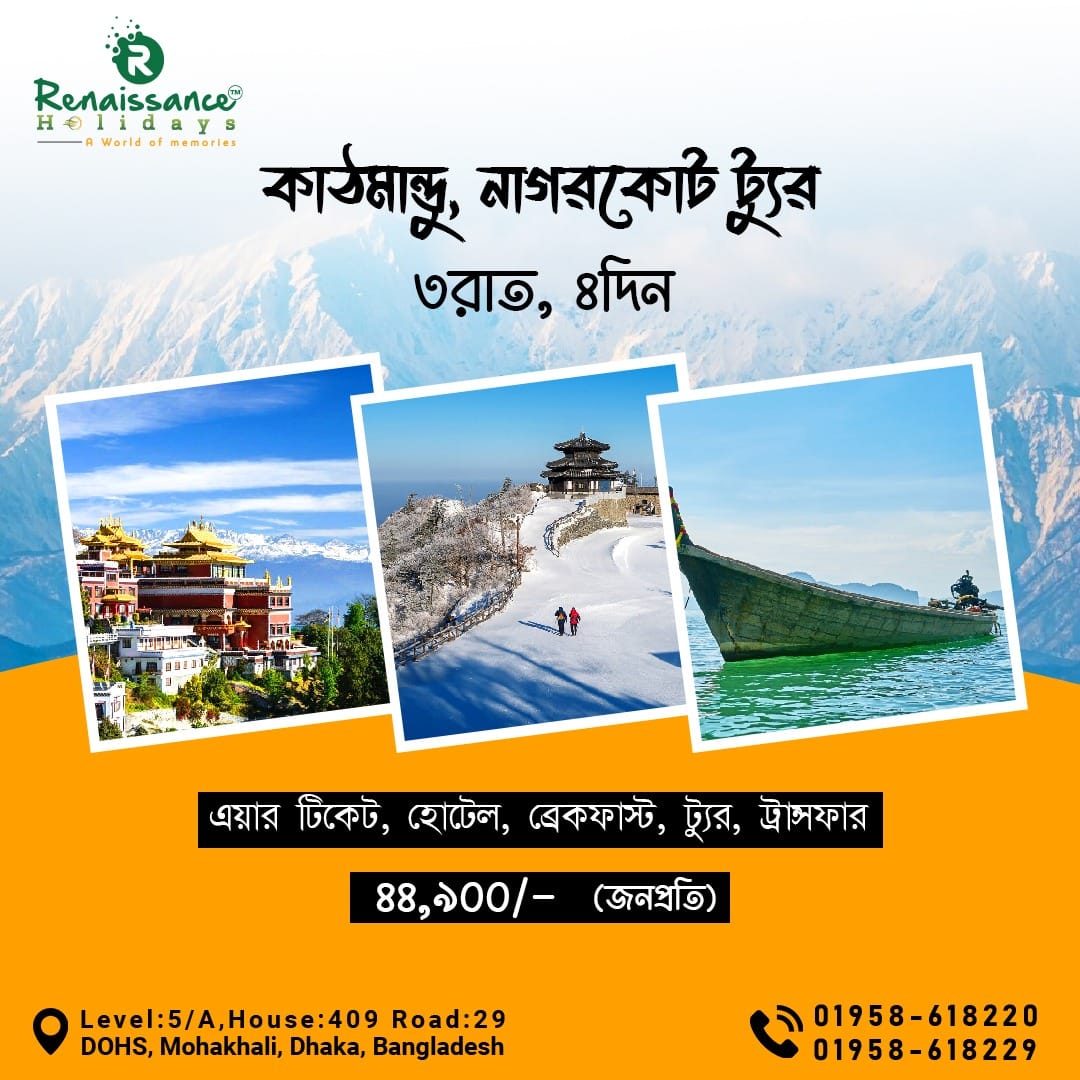 Renaissance™
Holidays
A World of memories
কাঠমান্ডু, নাগরকোট ট্যুর
৩রাত, ৪দিন
এয়ার টিকেট, হোটেল, ব্রেকফাস্ট, ট্যুর, ট্রান্সফার
৪৪,৯০০/- (জনপ্রতি)
Level:5/A,House:409 Road:29
DOHS, Mohakhali, Dhaka, Bangladesh
01958-618220
01958-618229